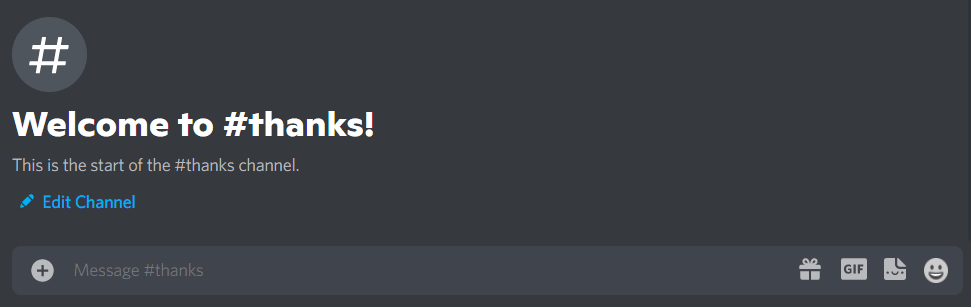 #
Welcome to #thanks!
This is the start of the #thanks channel.
Edit Channel
Message #thanks
GIF